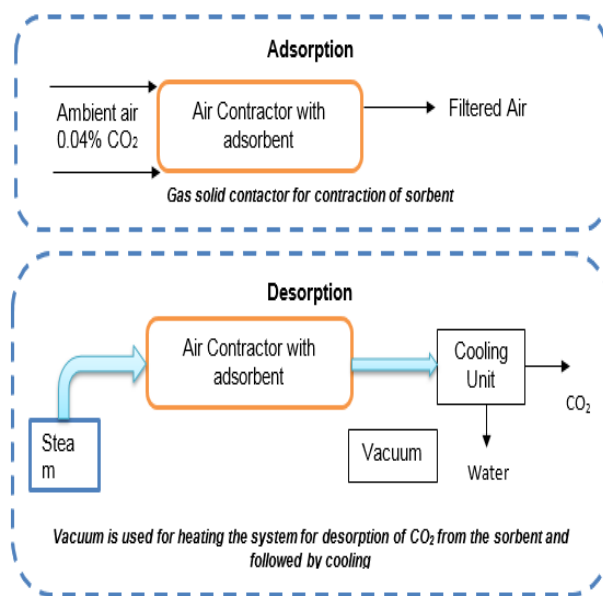 Adsorption
Ambient air
0.04% CO₂
Air Contractor with
adsorbent
Filtered Air
Gas solid contactor for contraction of sorbent
Desorption
Air Contractor with
adsorbent
Cooling
Unit
CO₂
Stea
m
Vacuum
Water
Vacuum is used for heating the system for desorption of CO₂ from the sorbent and
followed by cooling